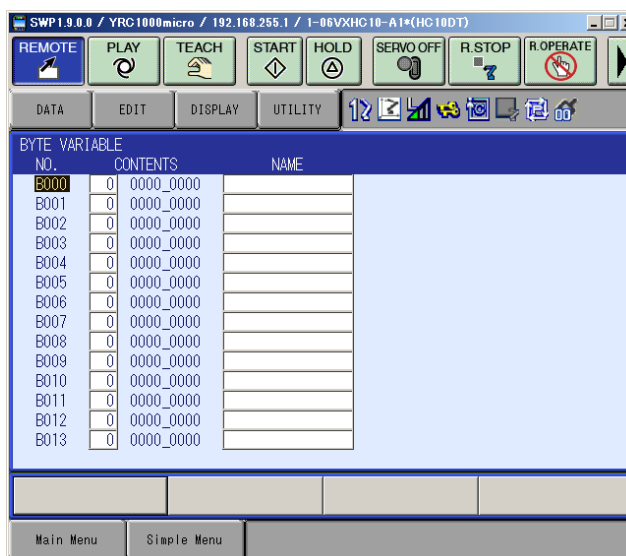 SWP1.9.0.0 / YRC1000micro / 192.168.255.1 / 1-06VXHC10-A1*(HC10DT)
REMOTE PLAY TEACH START HOLD SERVO OFF R.STOP R.OPERATE
DATA EDIT DISPLAY UTILITY
BYTE VARIABLE
NO. CONTENTS NAME
B000 0 0000_0000
B001 0 0000_0000
B002 0 0000_0000
B003 0 0000_0000
B004 0 0000_0000
B005 0 0000_0000
B006 0 0000_0000
B007 0 0000_0000
B008 0 0000_0000
B009 0 0000_0000
B010 0 0000_0000
B011 0 0000_0000
B012 0 0000_0000
B013 0 0000_0000
Main Menu Simple Menu